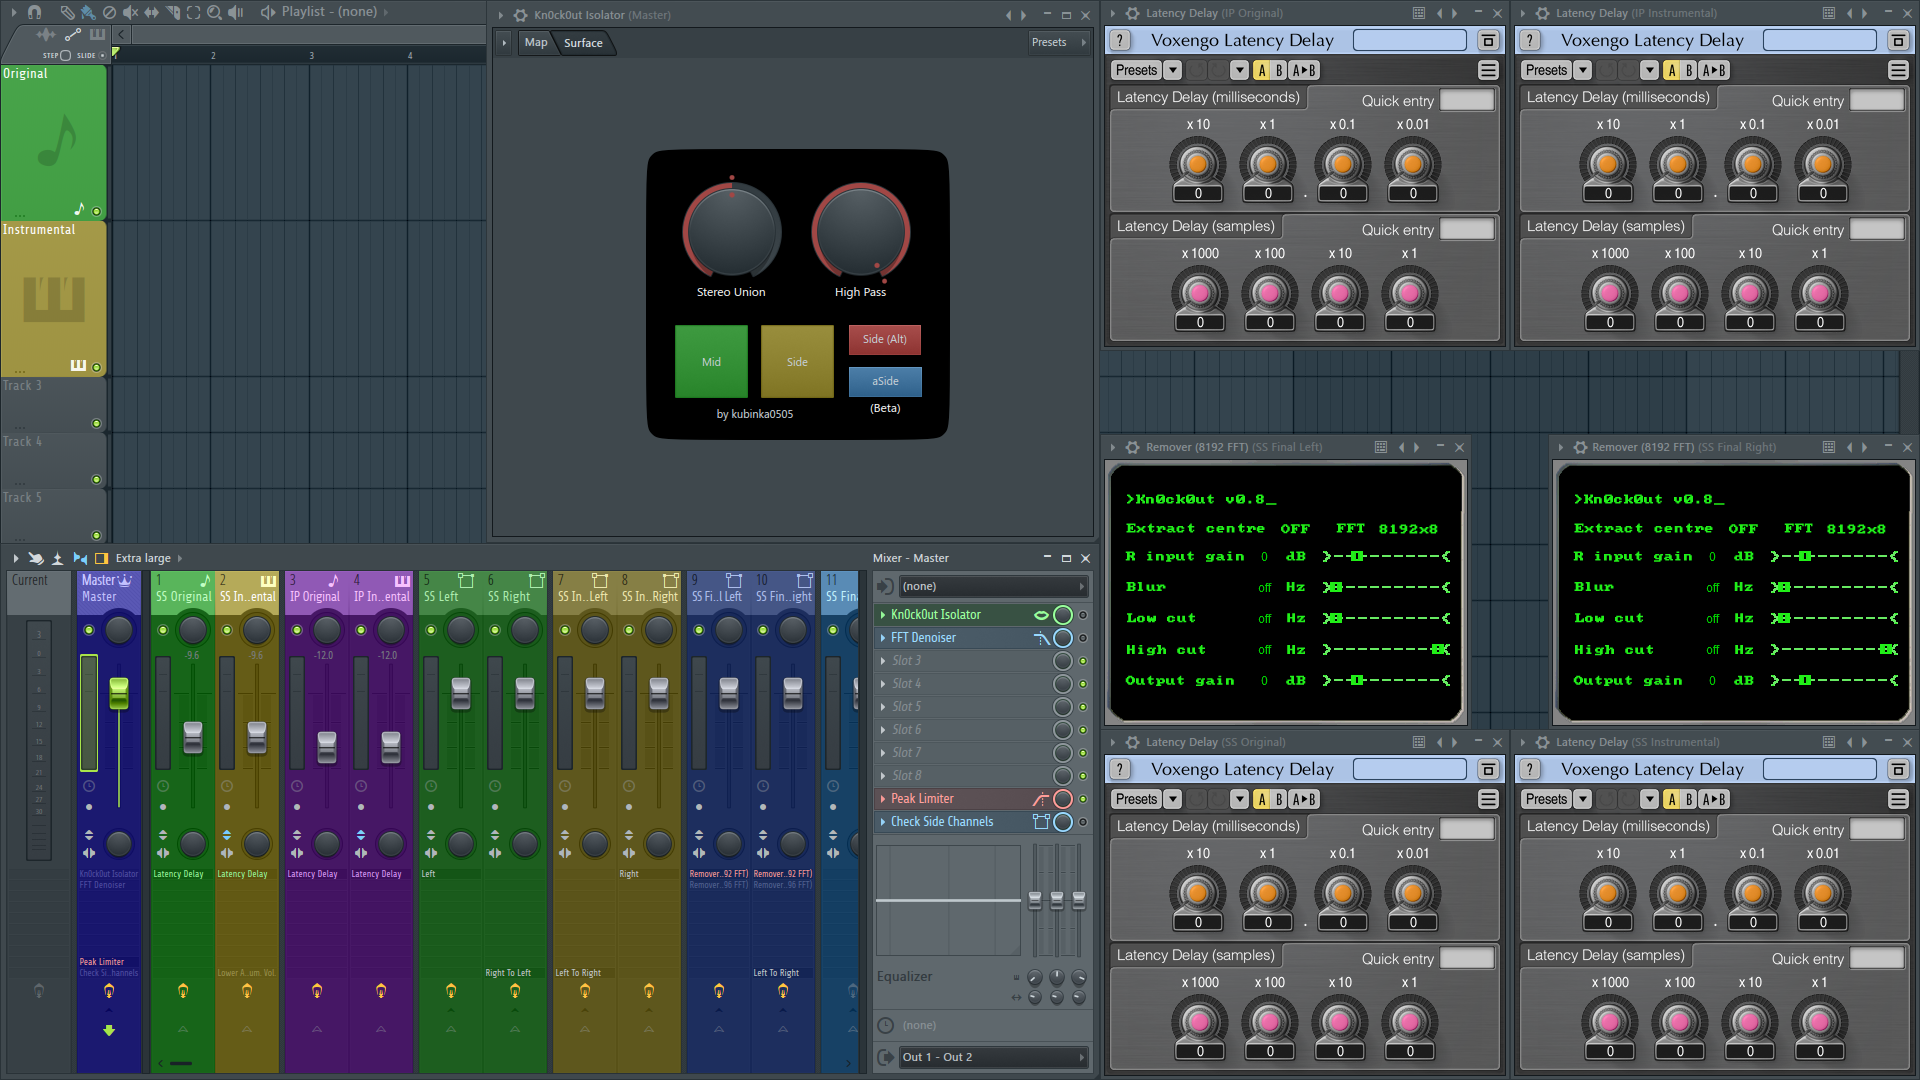 Playlist - (none)
STEP SLIDE
1 2 3 4
Original
Instrumental
Track 3
Track 4
Track 5
Kn0ck0ut Isolator (Master)
Map Surface
Presets
Stereo Union
High Pass
Mid
Side
Side (Alt)
aSide
(Beta)
by kubinka0505
Latency Delay (IP Original)
? Voxengo Latency Delay
Presets A B A▸B
Latency Delay (milliseconds) Quick entry
x 10 x 1 x 0.1 x 0.01
0 0 . 0 0
Latency Delay (samples) Quick entry
x 1000 x 100 x 10 x 1
0 0 0 0
Latency Delay (IP Instrumental)
? Voxengo Latency Delay
Presets A B A▸B
Latency Delay (milliseconds) Quick entry
x 10 x 1 x 0.1 x 0.01
0 0 . 0 0
Latency Delay (samples) Quick entry
x 1000 x 100 x 10 x 1
0 0 0 0
Remover (8192 FFT) (SS Final Left)
>Kn0ck0ut v0.8_
Extract centre OFF FFT 8192x8
R input gain 0 dB
Blur off Hz
Low cut off Hz
High cut off Hz
Output gain 0 dB
Remover (8192 FFT) (SS Final Right)
>Kn0ck0ut v0.8_
Extract centre OFF FFT 8192x8
R input gain 0 dB
Blur off Hz
Low cut off Hz
High cut off Hz
Output gain 0 dB
Extra large
Mixer - Master
Current Master 1 2 3 4 5 6 7 8 9 10 11
Master SS Original SS In..ental IP Original IP In..ental SS Left SS Right SS In..Left SS In..Right SS Fi..l Left SS Fin..ight SS Fina
-9.6 -9.6 -12.0 -12.0
Kn0ck0ut Isolator Latency Delay Latency Delay Latency Delay Latency Delay Left Right Remover..92 FFT) Remover..92 FFT)
FFT Denoiser Remover..96 FFT) Remover..96 FFT)
Peak Limiter
Check Si..hannels Lower A..um. Vol. Right To Left Left To Right Left To Right
(none)
Kn0ck0ut Isolator
FFT Denoiser
Slot 3
Slot 4
Slot 5
Slot 6
Slot 7
Slot 8
Peak Limiter
Check Side Channels
Equalizer
(none)
Out 1 - Out 2
Latency Delay (SS Original)
? Voxengo Latency Delay
Presets A B A▸B
Latency Delay (milliseconds) Quick entry
x 10 x 1 x 0.1 x 0.01
0 0 . 0 0
Latency Delay (samples) Quick entry
x 1000 x 100 x 10 x 1
0 0 0 0
Latency Delay (SS Instrumental)
? Voxengo Latency Delay
Presets A B A▸B
Latency Delay (milliseconds) Quick entry
x 10 x 1 x 0.1 x 0.01
0 0 . 0 0
Latency Delay (samples) Quick entry
x 1000 x 100 x 10 x 1
0 0 0 0